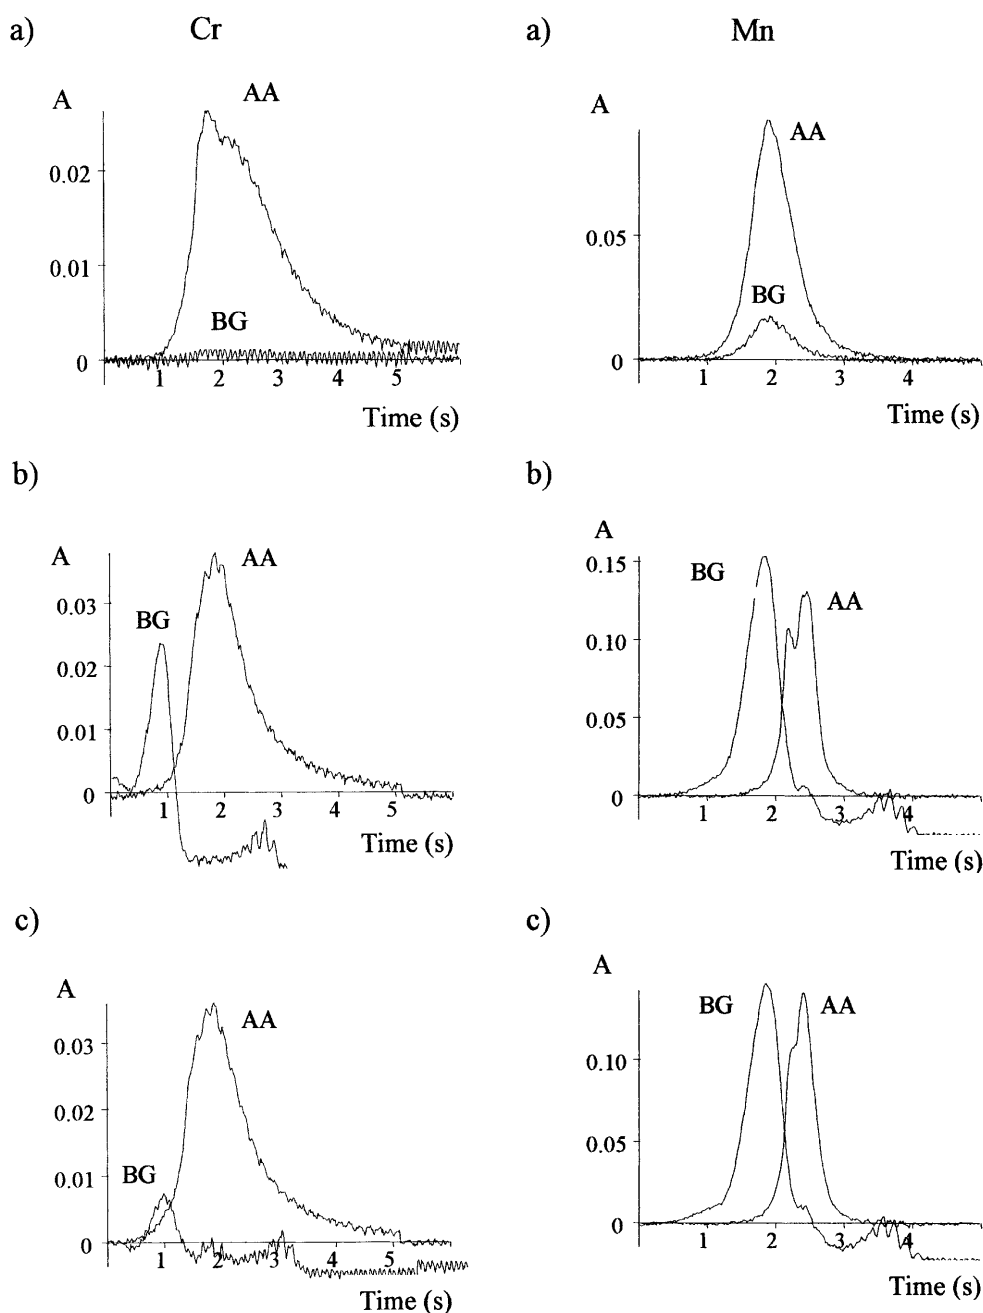 a) Cr
A
AA
0.02
0.01
BG
0
1 2 3 4 5
Time (s)
a) Mn
A
AA
0.05
BG
0
1 2 3 4
Time (s)
b)
A
AA
0.03
BG
0.02
0.01
0
1 2 3 4 5
Time (s)
b)
A
0.15
BG
AA
0.10
0.05
0
1 2 3 4
Time (s)
c)
A
AA
0.03
0.02
0.01
BG
0
1 2 3 4 5
Time (s)
c)
A
BG AA
0.10
0.05
0
1 2 3 4
Time (s)